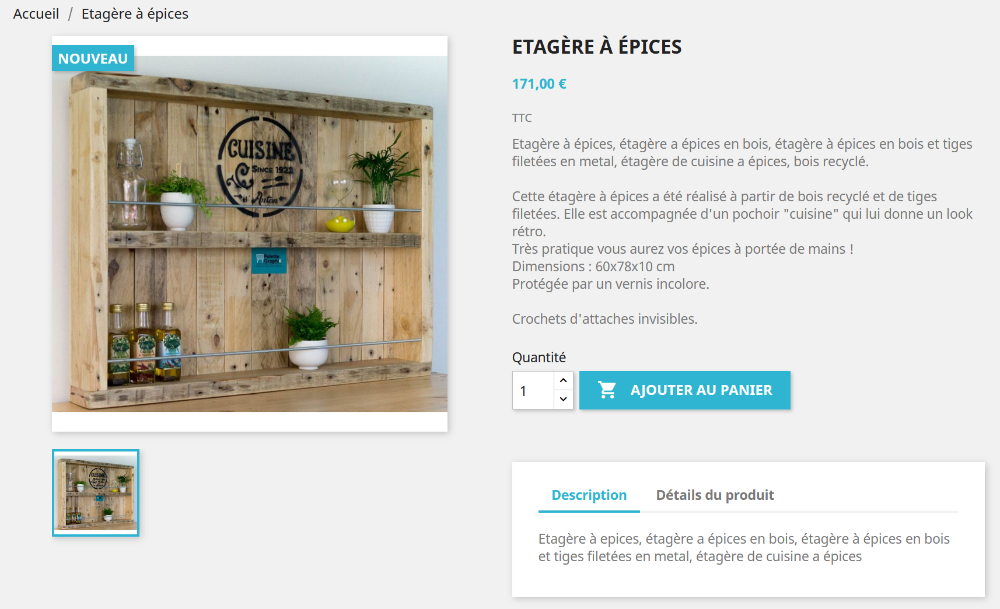 Accueil / Etagère à épices
NOUVEAU
CUISINE
SINCE 1922
d'Antan
Palette
Graphik
ETAGÈRE À ÉPICES
171,00 €
TTC
Etagère à épices, étagère a épices en bois, étagère à épices en bois et tiges
filetées en metal, étagère de cuisine a épices, bois recyclé.
Cette étagère à épices a été réalisé à partir de bois recyclé et de tiges
filetées. Elle est accompagnée d'un pochoir "cuisine" qui lui donne un look
rétro.
Très pratique vous aurez vos épices à portée de mains !
Dimensions : 60x78x10 cm
Protégée par un vernis incolore.
Crochets d'attaches invisibles.
Quantité
1
AJOUTER AU PANIER
Description
Détails du produit
Etagère à epices, étagère a épices en bois, étagère à épices en bois
et tiges filetées en metal, étagère de cuisine a épices